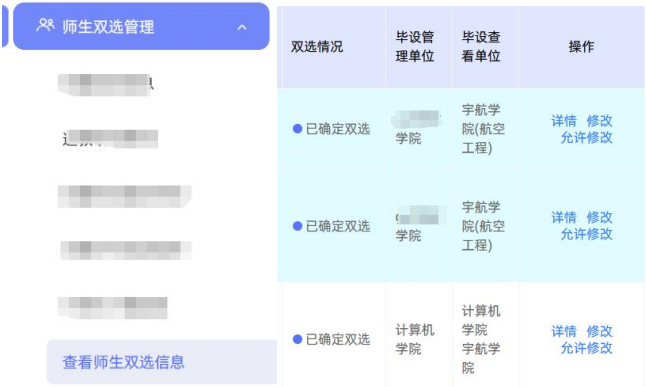 师生双选管理
查看师生双选信息
双选情况
毕设管
理单位
毕设查
看单位
操作
已确定双选
学院
宇航学
院(航空
工程)
详情 修改
允许修改
已确定双选
学院
宇航学
院(航空
工程)
详情 修改
允许修改
已确定双选
计算机
学院
计算机
学院
宇航学
院
详情 修改
允许修改